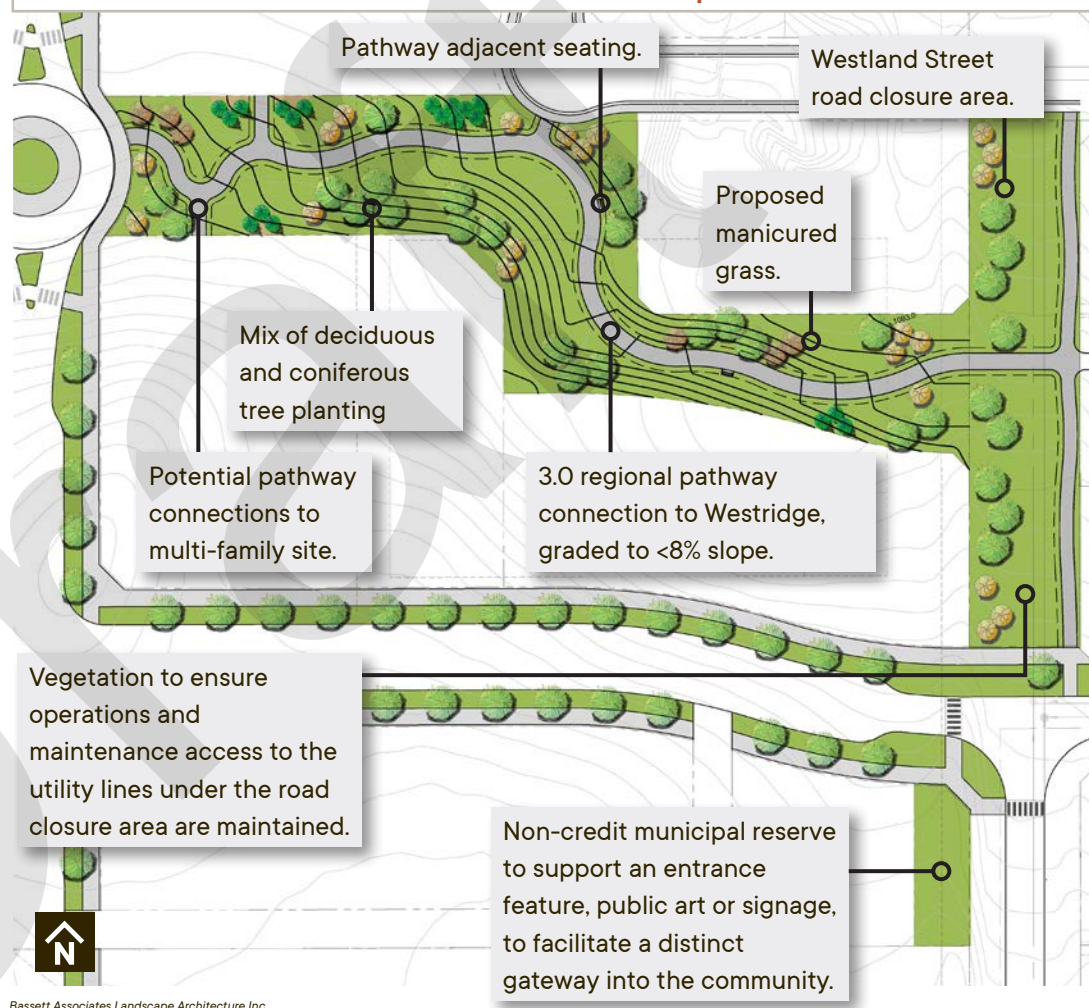 Pathway adjacent seating.
Westland Street
road closure area.
Proposed
manicured
grass.
1093.0
Mix of deciduous
and coniferous
tree planting
Potential pathway
connections to
multi-family site.
3.0 regional pathway
connection to Westridge,
graded to <8% slope.
Vegetation to ensure
operations and
maintenance access to the
utility lines under the road
closure area are maintained.
Non-credit municipal reserve
to support an entrance
feature, public art or signage,
to facilitate a distinct
gateway into the community.
N
Bassett Associates Landscape Architecture Inc.